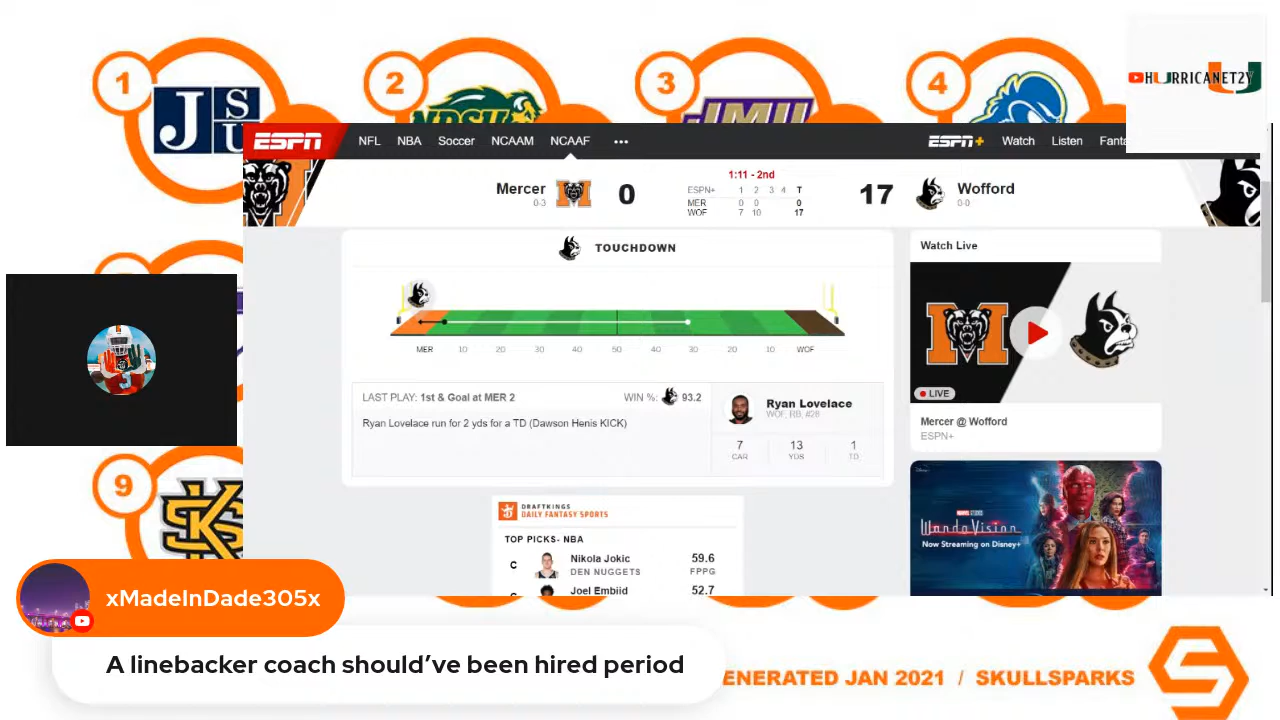 1
2
3
4
J S U
NDSU
JMU
HURRICANET2Y
ESPN
NFL NBA Soccer NCAAM NCAAF •••
ESPN+ Watch Listen Fanta
1:11 - 2nd
Mercer 0
0-3
ESPN+ 1 2 3 4 T
MER 0 0 0
WOF 7 10 17
17 Wofford
0-0
TOUCHDOWN
MER 10 20 30 40 50 40 30 20 10 WOF
LAST PLAY: 1st & Goal at MER 2
WIN %: 93.2
Ryan Lovelace run for 2 yds for a TD (Dawson Henis KICK)
Ryan Lovelace
WOF, RB, #28
7 13 1
CAR YDS TD
Watch Live
LIVE
Mercer @ Wofford
ESPN+
DRAFTKINGS
DAILY FANTASY SPORTS
TOP PICKS- NBA
C Nikola Jokic 59.6
DEN NUGGETS FPPG
Joel Embiid 52.7
MARVEL STUDIOS
WandaVision
Now Streaming on Disney+
9
KS
xMadeInDade305x
A linebacker coach should've been hired period
ENERATED JAN 2021 / SKULLSPARKS